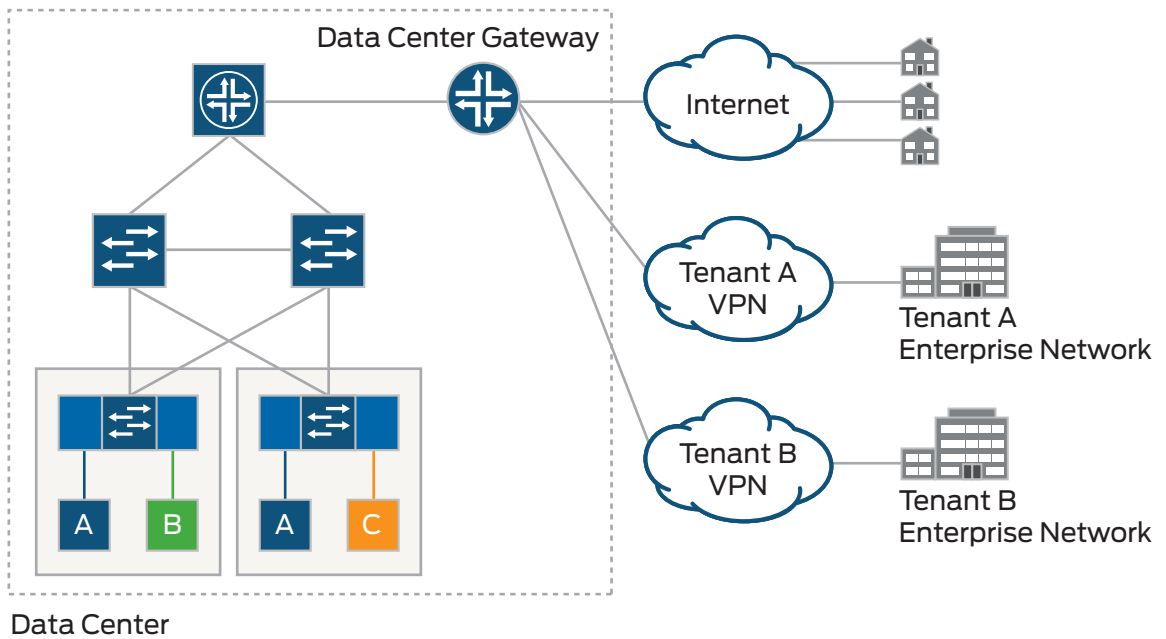 Data Center Gateway
Internet
Tenant A
VPN
Tenant A
Enterprise Network
Tenant B
VPN
Tenant B
Enterprise Network
A
B
A
C
Data Center